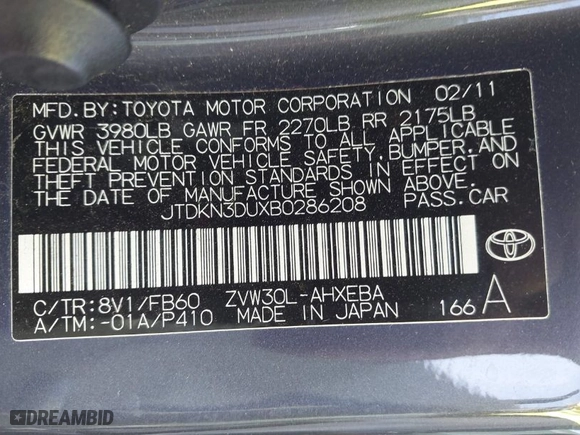 MFD.BY:TOYOTA MOTOR CORPORATION 02/11
GVWR 3980LB GAWR FR 2270LB RR 2175LB
THIS VEHICLE CONFORMS TO ALL APPLICABLE
FEDERAL MOTOR VEHICLE SAFETY,BUMPER,AND
THEFT PREVENTION STANDARDS IN EFFECT ON
THE DATE OF MANUFACTURE SHOWN ABOVE.
JTDKN3DUXB0286208 PASS.CAR
TOYOTA
C/TR:8V1/FB60 ZVW30L-AHXEBA
A/TM:-01A/P410 MADE IN JAPAN 166 A
DREAMBID